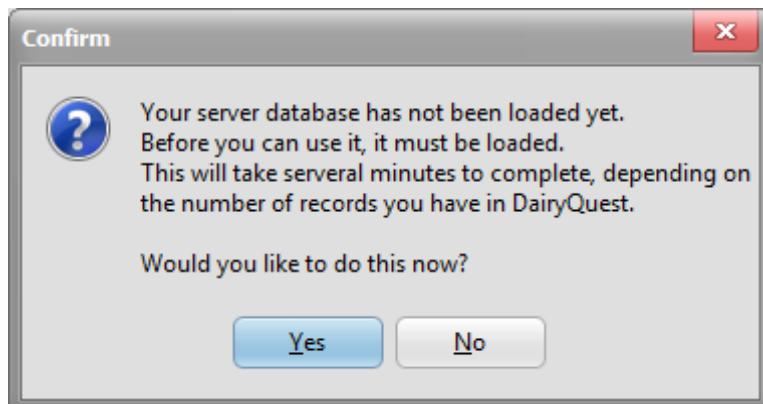 Confirm
Your server database has not been loaded yet.
Before you can use it, it must be loaded.
This will take serveral minutes to complete, depending on
the number of records you have in DairyQuest.
Would you like to do this now?
Yes
No